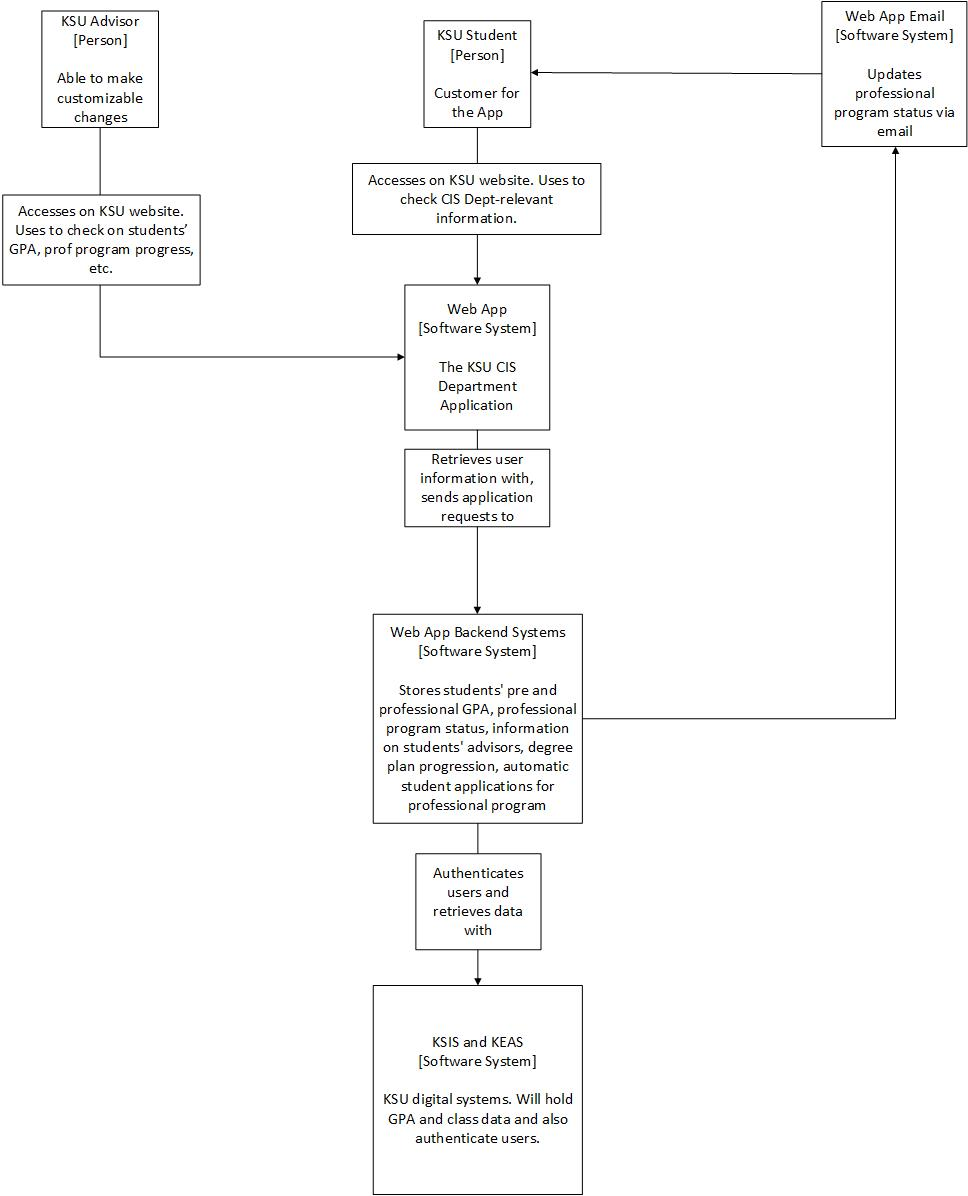 KSU Advisor
[Person]
Able to make
customizable
changes
KSU Student
[Person]
Customer for
the App
Web App Email
[Software System]
Updates
professional
program status via
email
Accesses on KSU website.
Uses to check on students’
GPA, prof program progress,
etc.
Accesses on KSU website. Uses to
check CIS Dept-relevant
information.
Web App
[Software System]
The KSU CIS
Department
Application
Retrieves user
information with,
sends application
requests to
Web App Backend Systems
[Software System]
Stores students' pre and
professional GPA, professional
program status, information
on students' advisors, degree
plan progression, automatic
student applications for
professional program
Authenticates
users and
retrieves data
with
KSIS and KEAS
[Software System]
KSU digital systems. Will hold
GPA and class data and also
authenticate users.